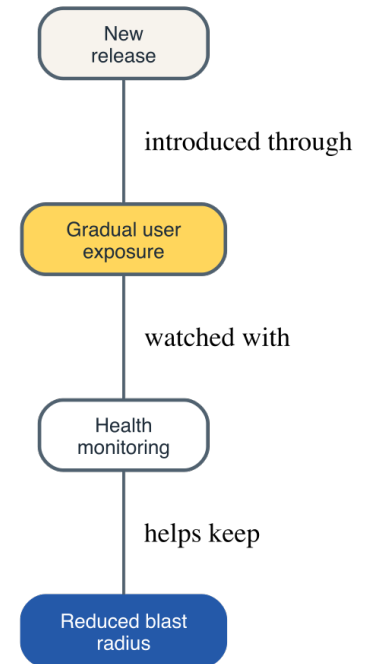 New
release
introduced through
Gradual user
exposure
watched with
Health
monitoring
helps keep
Reduced blast
radius